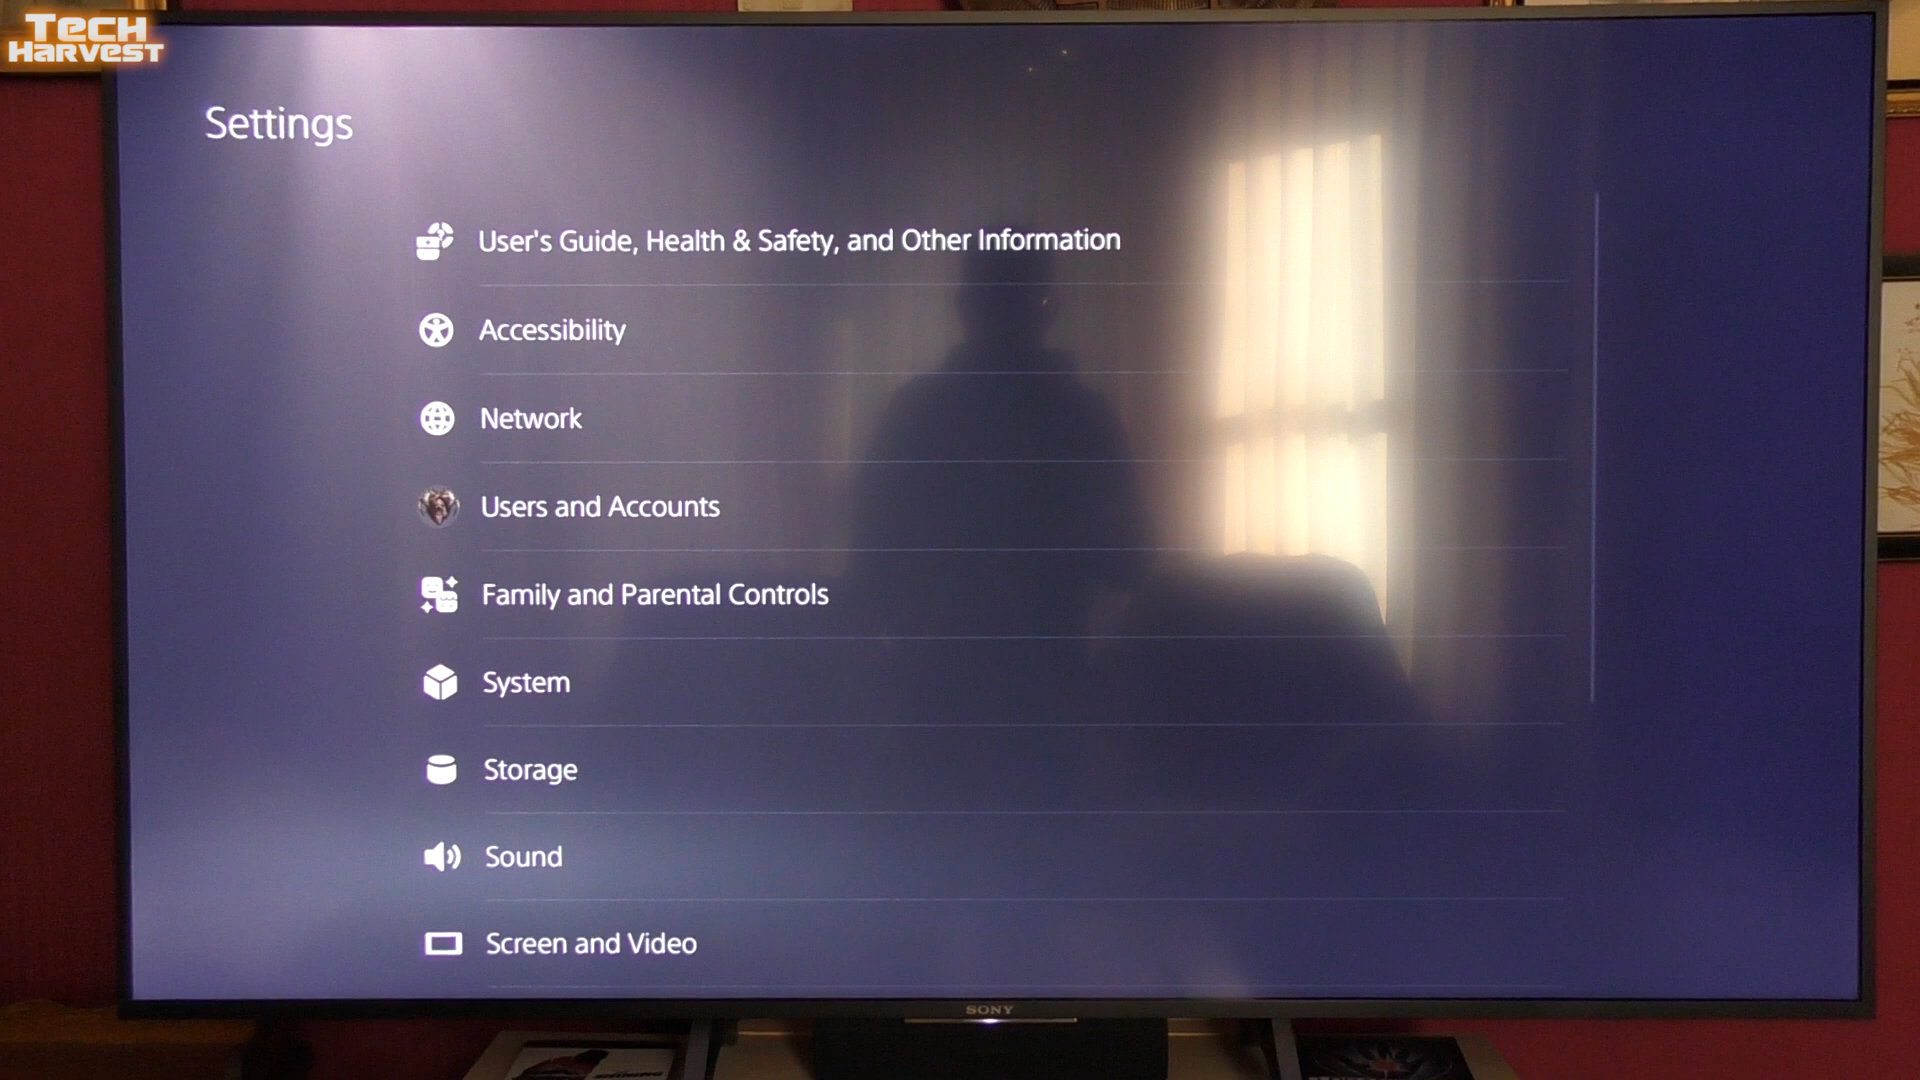 Tech
Harvest
Settings
User's Guide, Health & Safety, and Other Information
Accessibility
Network
Users and Accounts
Family and Parental Controls
System
Storage
Sound
Screen and Video
SONY